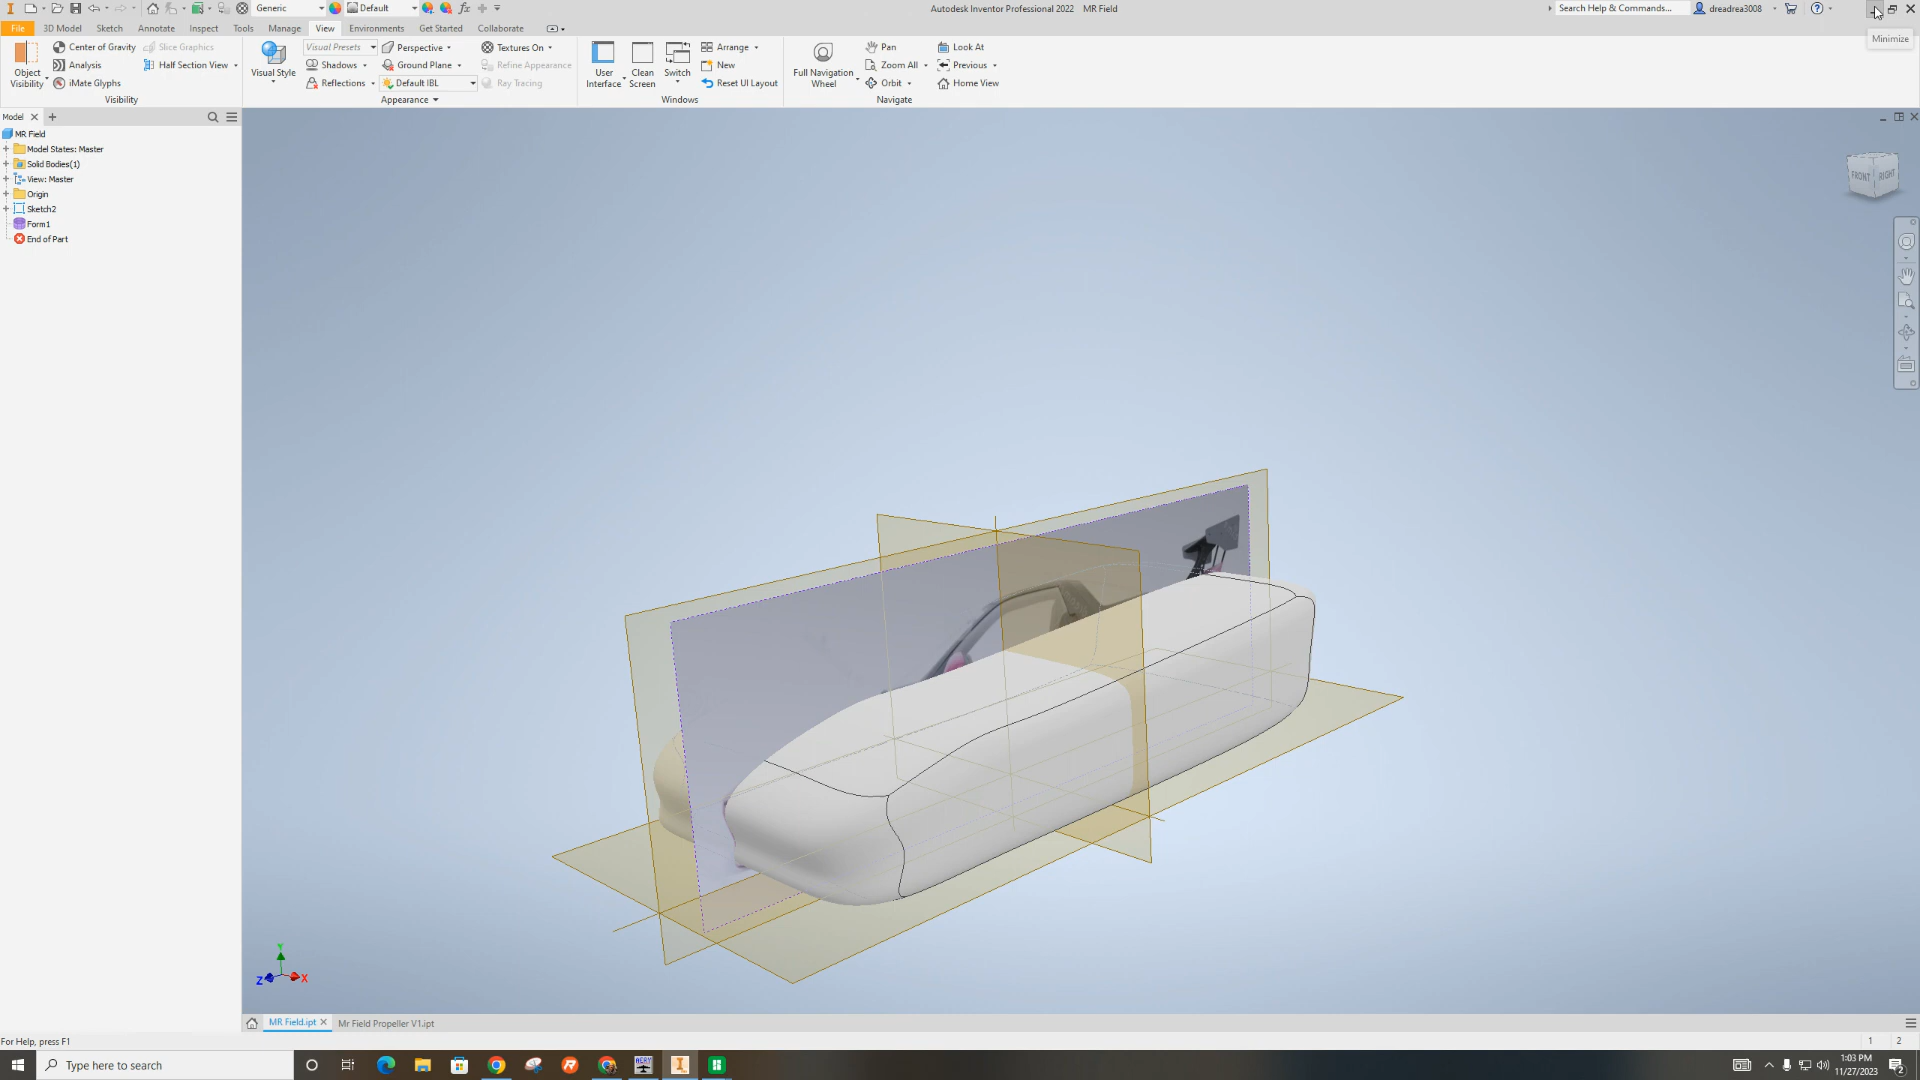 Generic
Default
Autodesk Inventor Professional 2022 MR Field
Search Help & Commands...
dreadrea3008
File 3D Model Sketch Annotate Inspect Tools Manage View Environments Get Started Collaborate
Minimize
Object Visibility
Center of Gravity
Slice Graphics
Analysis
Half Section View
iMate Glyphs
Visibility
Visual Style
Visual Presets
Perspective
Textures On
Shadows
Ground Plane
Refine Appearance
Reflections
Default IBL
Ray Tracing
Appearance
User Interface
Clean Screen
Switch
Arrange
New
Reset UI Layout
Windows
Full Navigation Wheel
Pan
Look At
Zoom All
Previous
Orbit
Home View
Navigate
Model
MR Field
Model States: Master
Solid Bodies(1)
View: Master
Origin
Sketch2
Form1
End of Part
FRONT RIGHT
Y
Z X
MR Field.ipt
Mr Field Propeller V1.ipt
For Help, press F1
1 2
Type here to search
1:03 PM
11/27/2023
2